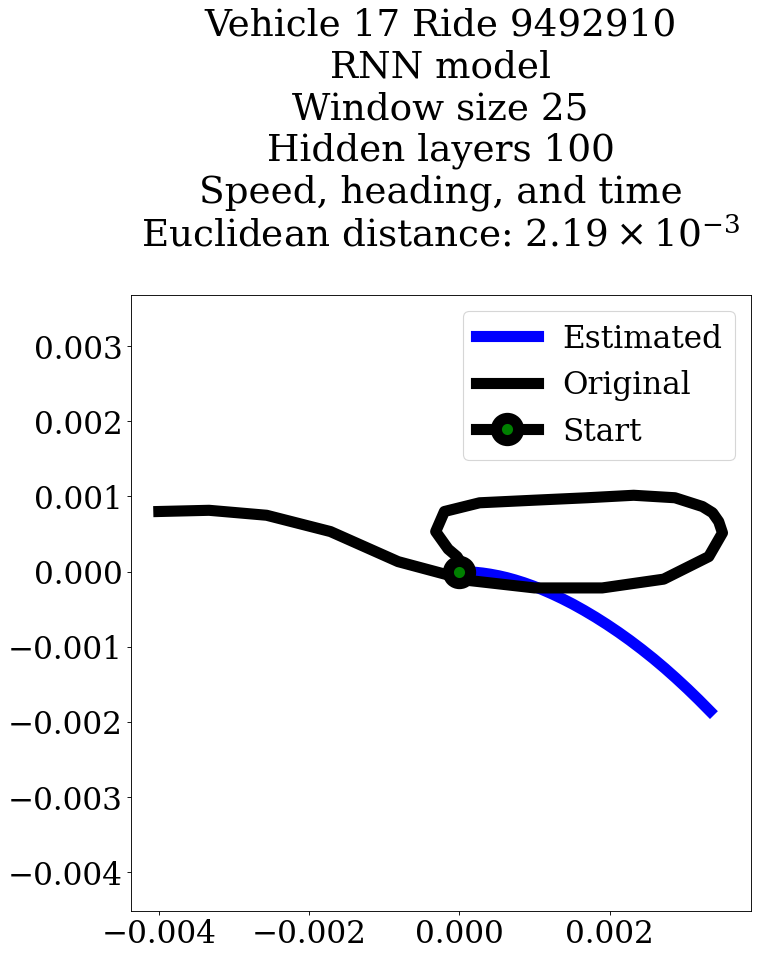 Vehicle 17 Ride 9492910
RNN model
Window size 25
Hidden layers 100
Speed, heading, and time
Euclidean distance: 2.19 × 10⁻³
Estimated
Original
Start
0.003
0.002
0.001
0.000
−0.001
−0.002
−0.003
−0.004
−0.004 −0.002 0.000 0.002